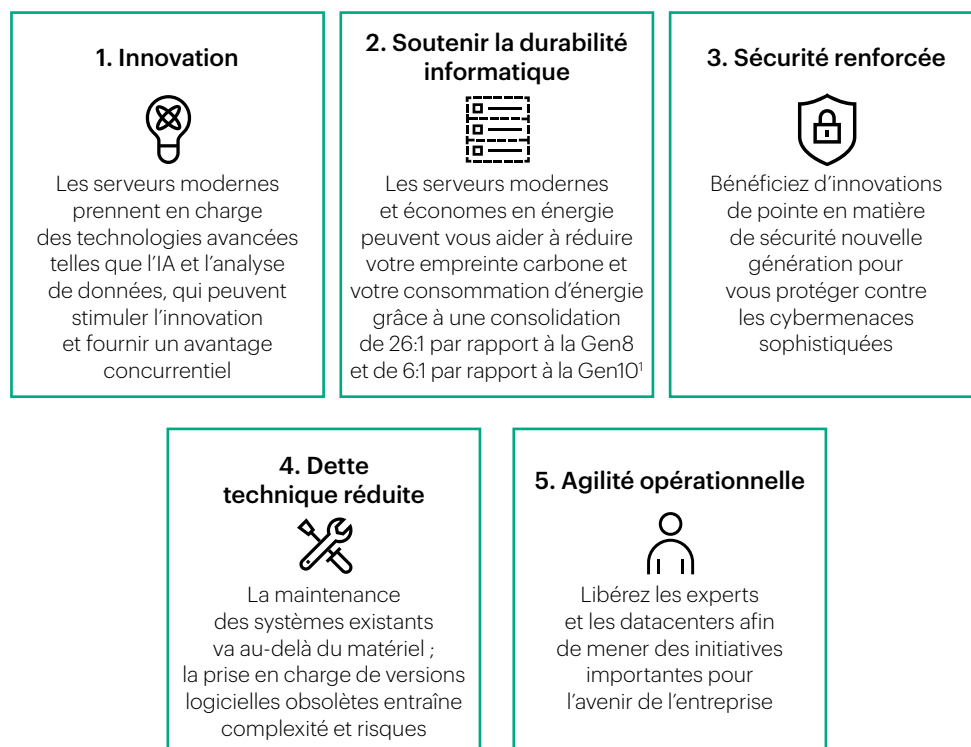 1. Innovation
Les serveurs modernes
prennent en charge
des technologies avancées
telles que l’IA et l’analyse
de données, qui peuvent
stimuler l’innovation
et fournir un avantage
concurrentiel
2. Soutenir la durabilité
informatique
Les serveurs modernes
et économes en énergie
peuvent vous aider à réduire
votre empreinte carbone et
votre consommation d’énergie
grâce à une consolidation
de 26:1 par rapport à la Gen8
et de 6:1 par rapport à la Gen10¹
3. Sécurité renforcée
Bénéficiez d’innovations
de pointe en matière
de sécurité nouvelle
génération pour
vous protéger contre
les cybermenaces
sophistiquées
4. Dette
technique réduite
La maintenance
des systèmes existants
va au-delà du matériel ;
la prise en charge de versions
logicielles obsolètes entraîne
complexité et risques
5. Agilité opérationnelle
Libérez les experts
et les datacenters afin
de mener des initiatives
importantes pour
l’avenir de l’entreprise